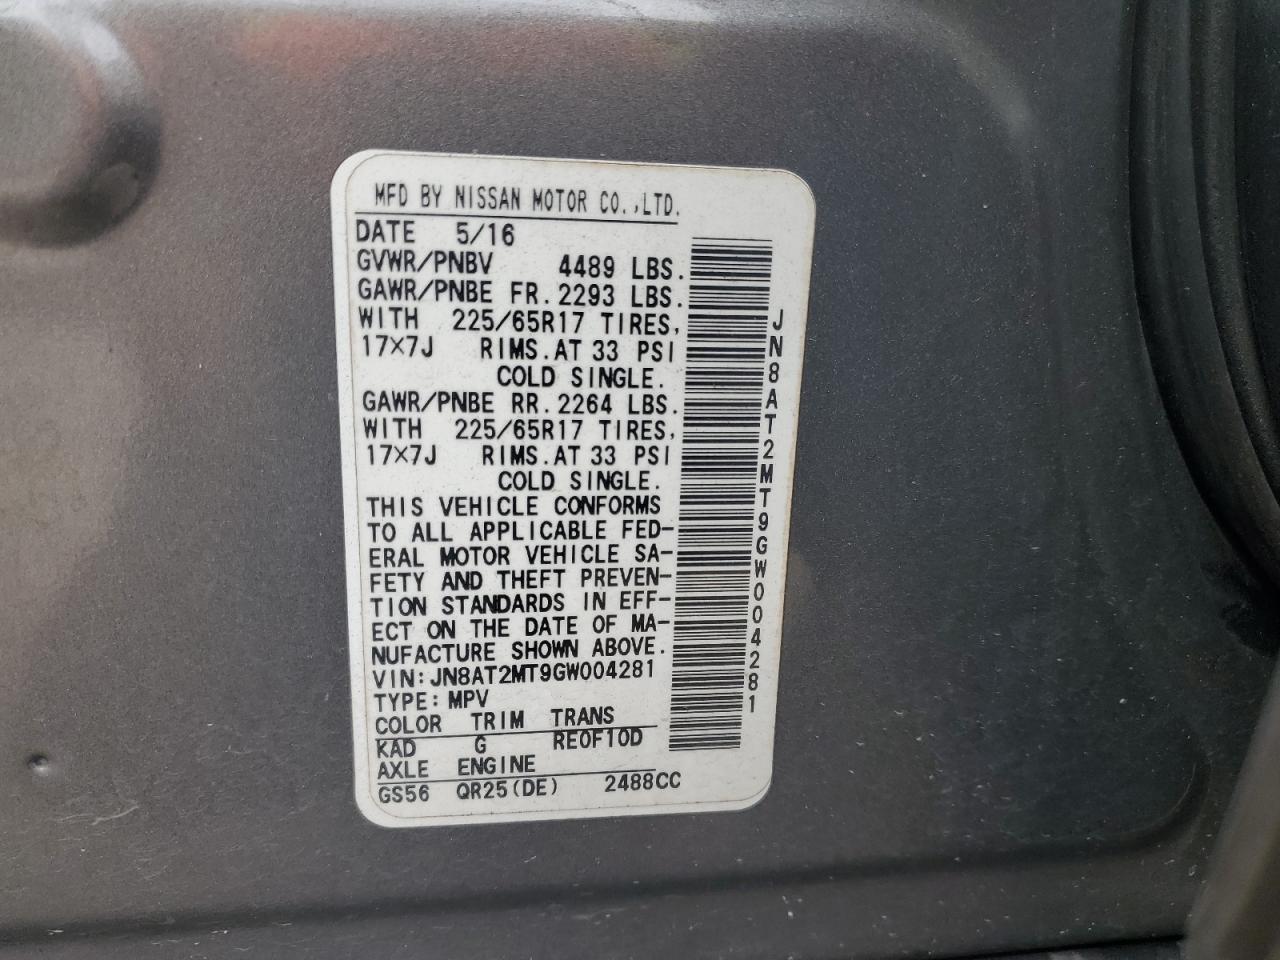 MFD BY NISSAN MOTOR CO.,LTD.
DATE 5/16
GVWR/PNBV 4489 LBS.
GAWR/PNBE FR.2293 LBS.
WITH 225/65R17 TIRES,
17×7J RIMS.AT 33 PSI
COLD SINGLE.
GAWR/PNBE RR.2264 LBS.
WITH 225/65R17 TIRES,
17×7J RIMS.AT 33 PSI
COLD SINGLE.
THIS VEHICLE CONFORMS
TO ALL APPLICABLE FED-
ERAL MOTOR VEHICLE SA-
FETY AND THEFT PREVEN-
TION STANDARDS IN EFF-
ECT ON THE DATE OF MA-
NUFACTURE SHOWN ABOVE.
VIN:JN8AT2MT9GW004281
TYPE:MPV
COLOR TRIM TRANS
KAD G RE0F10D
AXLE ENGINE
GS56 QR25(DE) 2488CC
JN8AT2MT9GW004281